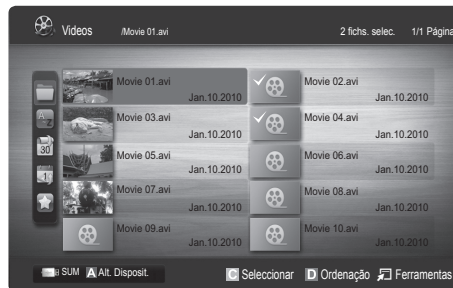 Videos /Movie 01.avi 2 fichs. selec. 1/1 Página
Movie 01.avi Movie 02.avi
Jan.10.2010 Jan.10.2010
Movie 03.avi Movie 04.avi
Jan.10.2010 Jan.10.2010
Movie 05.avi Movie 06.avi
Jan.10.2010 Jan.10.2010
Movie 07.avi Movie 08.avi
Jan.10.2010 Jan.10.2010
Movie 09.avi Movie 10.avi
Jan.10.2010 Jan.10.2010
SUM A Alt. Disposit. C Seleccionar D Ordenação Ferramentas